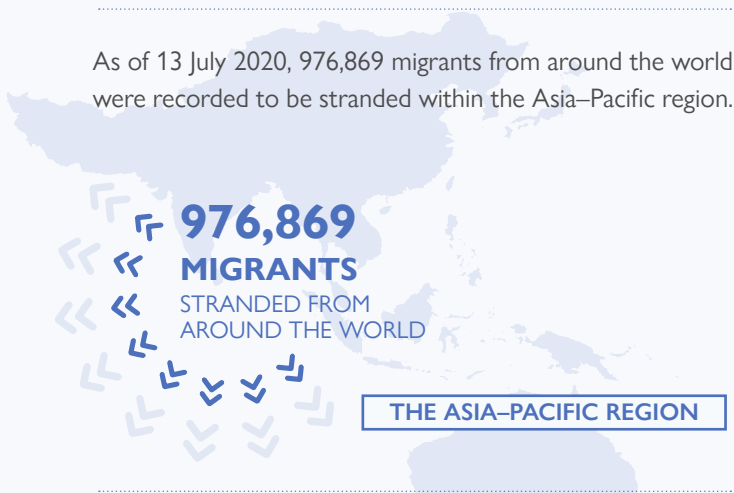 As of 13 July 2020, 976,869 migrants from around the world
were recorded to be stranded within the Asia–Pacific region.
976,869
MIGRANTS
STRANDED FROM
AROUND THE WORLD
THE ASIA–PACIFIC REGION